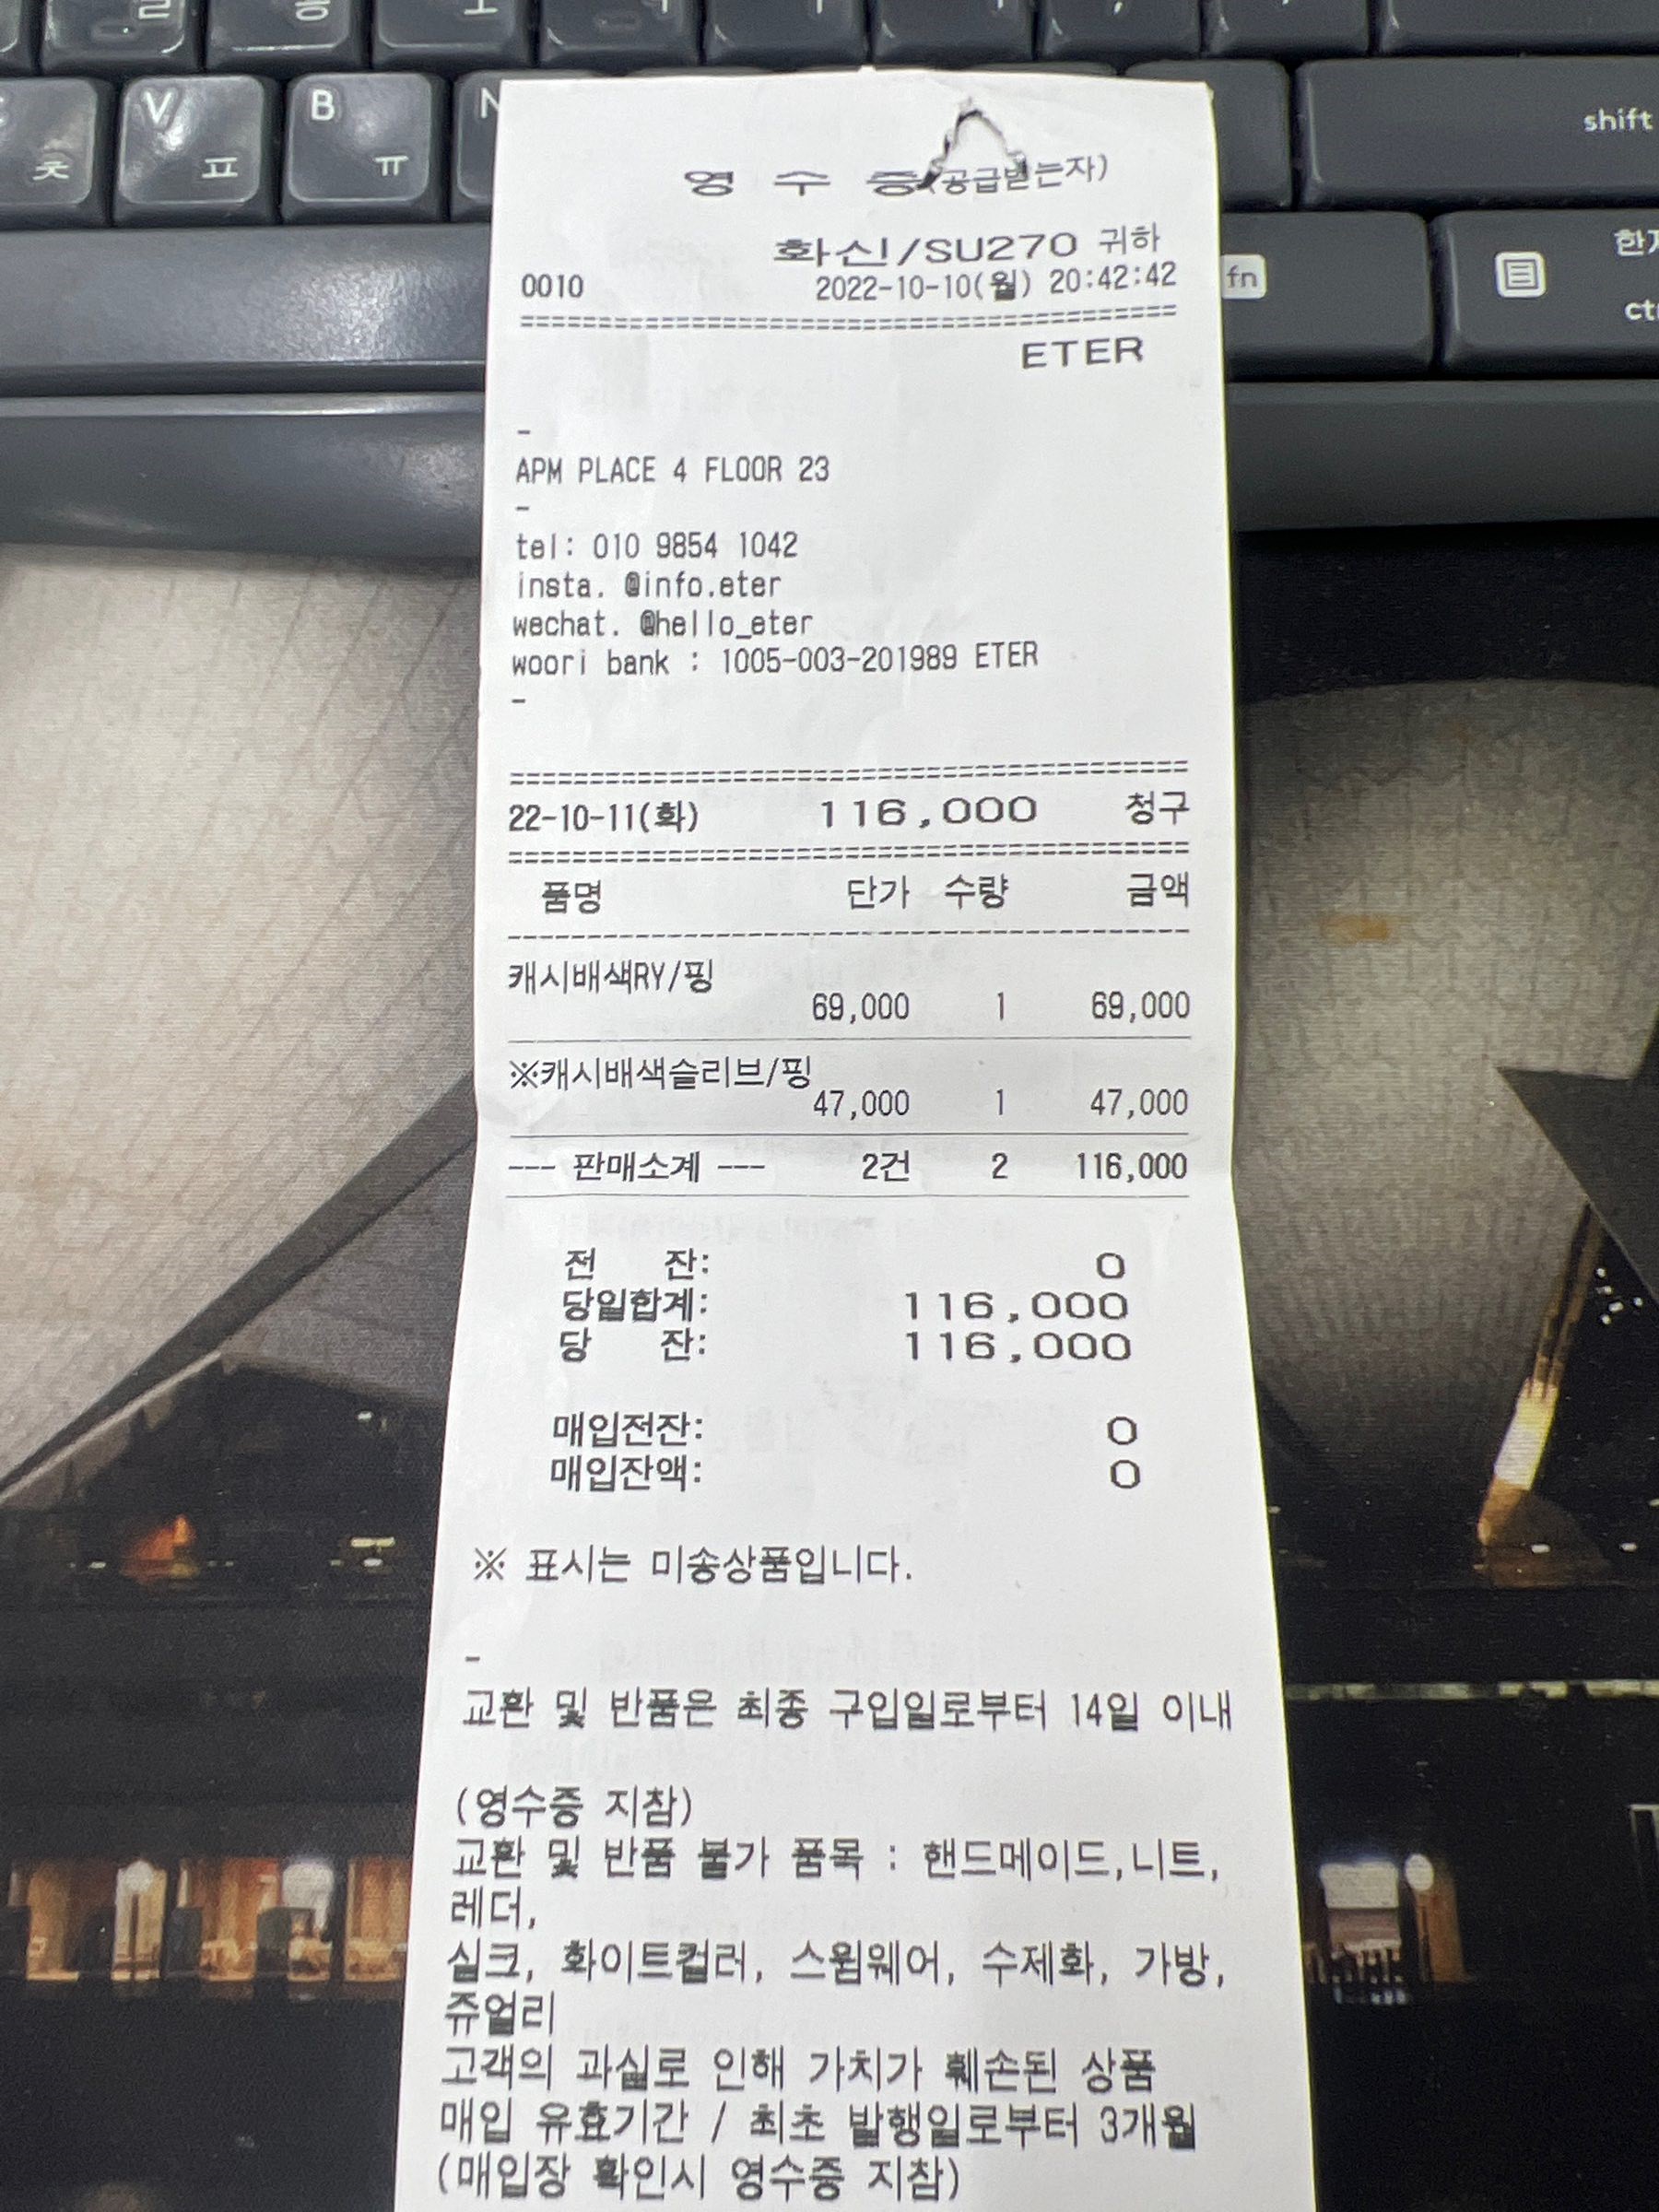 V
ㅍ
B
ㅠ
N
ㅊ
shift
fn
영 수 증(공급받는자)
화신/SU270 귀하
0010 2022-10-10(월) 20:42:42
========================================
ETER
-
APM PLACE 4 FLOOR 23
-
tel: 010 9854 1042
insta. @info.eter
wechat. @hello_eter
woori bank : 1005-003-201989 ETER
-
========================================
22-10-11(화) 116,000 청구
========================================
품명 단가 수량 금액
캐시배색RY/핑
69,000 1 69,000
※캐시배색슬리브/핑
47,000 1 47,000
--- 판매소계 --- 2건 2 116,000
전 잔: 0
당일합계: 116,000
당 잔: 116,000
매입전잔: 0
매입잔액: 0
※ 표시는 미송상품입니다.
-
교환 및 반품은 최종 구입일로부터 14일 이내
(영수증 지참)
교환 및 반품 불가 품목 : 핸드메이드,니트,
레더,
실크, 화이트컬러, 스윔웨어, 수제화, 가방,
쥬얼리
고객의 과실로 인해 가치가 훼손된 상품
매입 유효기간 / 최초 발행일로부터 3개월
(매입장 확인시 영수증 지참)